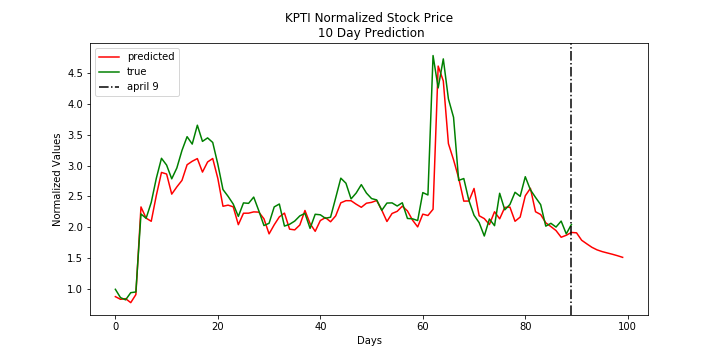 KPTI Normalized Stock Price
10 Day Prediction
predicted
true
april 9
Normalized Values
4.5
4.0
3.5
3.0
2.5
2.0
1.5
1.0
0
20
40
60
80
100
Days